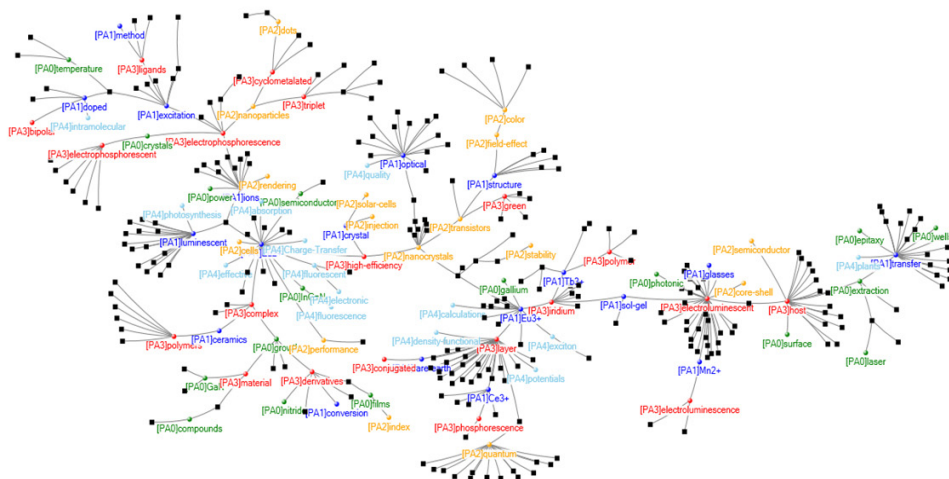 [PA2]dots
[PA1]method
[PA0]temperature
[PA3]ligands
[PA3]cyclometalated
[PA3]triplet
[PA1]doped
[PA1]excitation
[PA2]nanoparticles
[PA2]color
[PA4]intramolecular
[PA3]bipolar
[PA0]crystals
[PA3]electrophosphorescence
[PA2]field-effect
[PA3]electrophosphorescent
[PA1]optical
[PA4]quality
[PA1]structure
[PA2]rendering
[PA0]power
[PA1]ions
[PA0]semiconductor
[PA2]solar-cells
[PA3]green
[PA4]photosynthesis
[PA4]absorption
[PA2]injection
[PA2]transistors
[PA1]luminescent
[PA1]crystal
[PA0]epitaxy
[PA0]well
[PA2]cells
[PA4]Charge-Transfer
[PA2]nanocrystals
[PA2]stability
[PA3]polymer
[PA2]semiconductor
[PA3]high-efficiency
[PA4]plants
[PA1]transfer
[PA4]effective
[PA4]fluorescent
[PA1]Tb3+
[PA0]photonic
[PA1]glasses
[PA0]gallium
[PA2]core-shell
[PA0]extraction
[PA0]InGaN
[PA4]electronic
[PA4]calculations
[PA3]iridium
[PA1]sol-gel
[PA3]electroluminescent
[PA3]host
[PA3]complex
[PA4]fluorescence
[PA1]Eu3+
[PA3]polymers
[PA1]ceramics
[PA4]density-functional
[PA4]exciton
[PA0]surface
[PA2]performance
[PA3]layer
[PA0]laser
[PA3]conjugated
[PA1]Mn2+
[PA0]GaN
[PA3]material
[PA3]derivatives
[PA4]potentials
[PA1]Ce3+
[PA0]nitride
[PA1]conversion
[PA0]films
[PA3]electroluminescence
[PA0]compounds
[PA2]index
[PA3]phosphorescence
[PA2]quantum